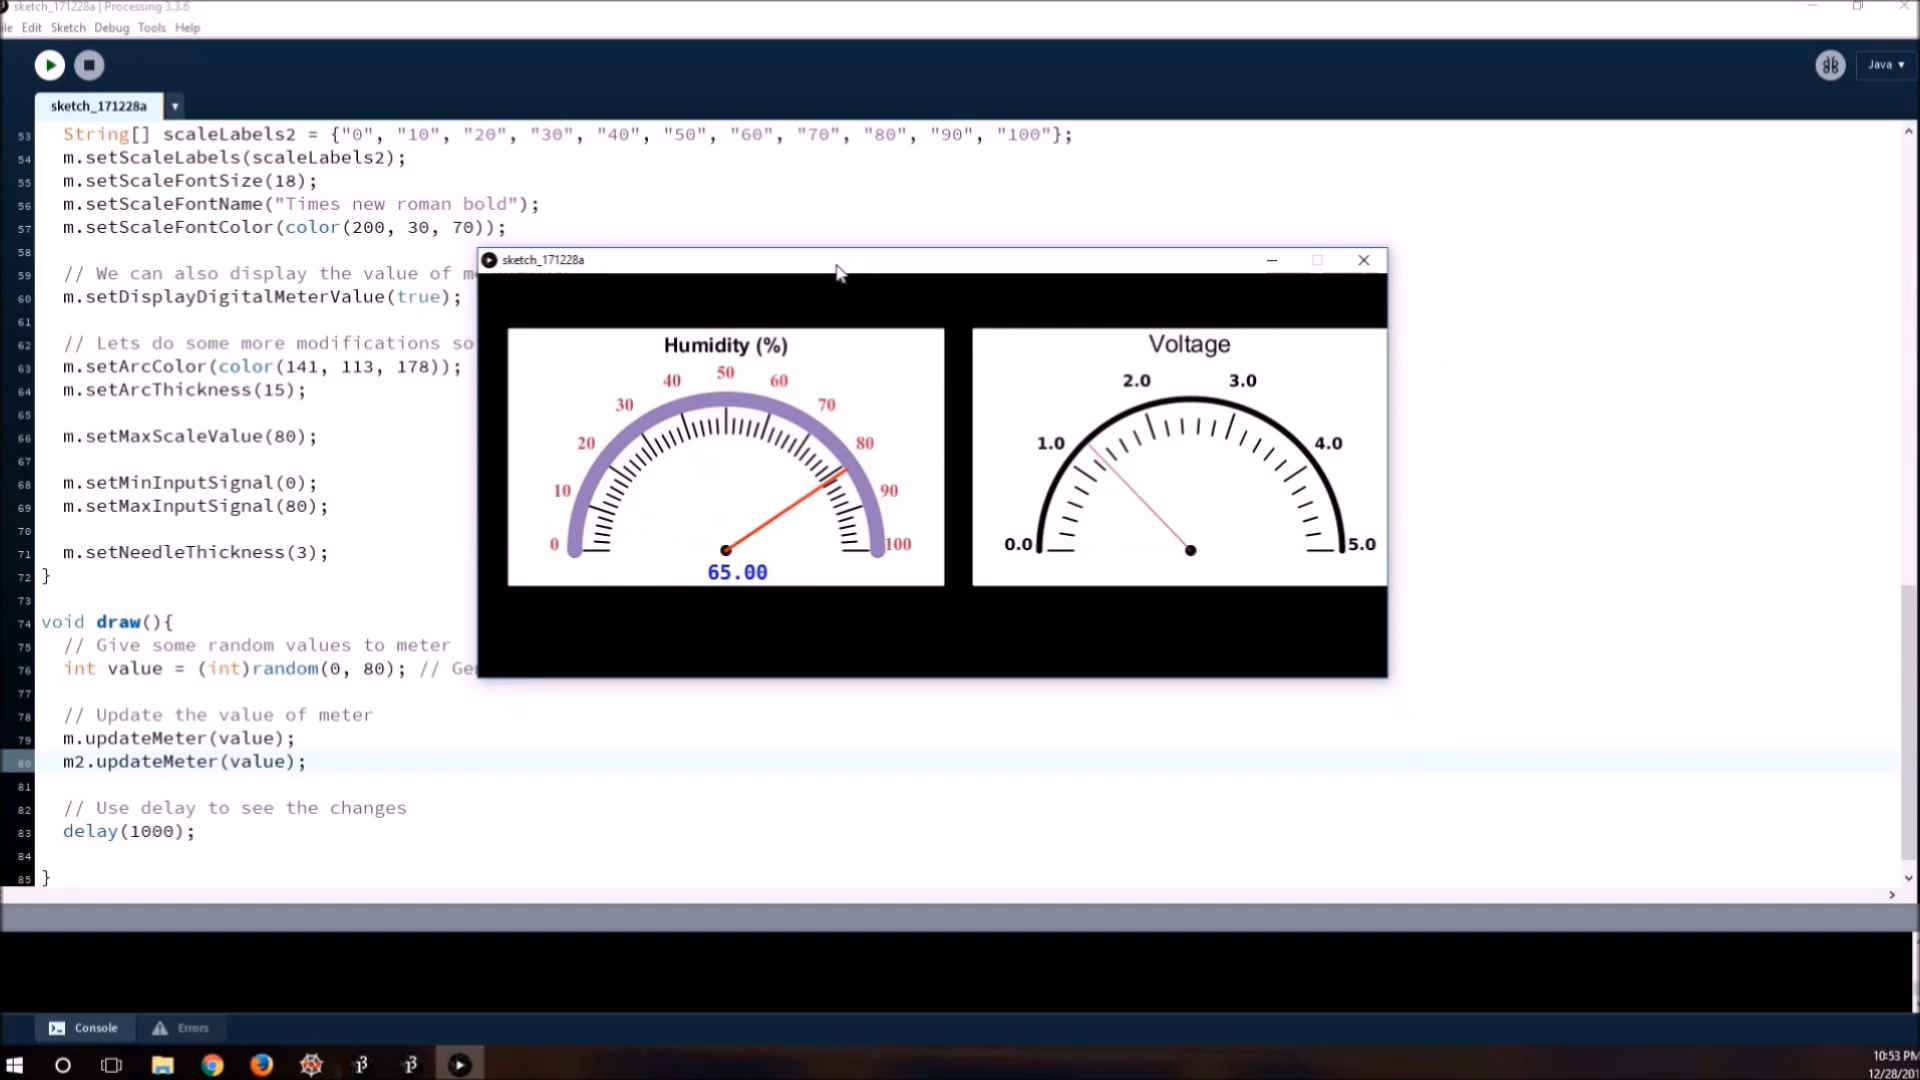 sketch_171228a | Processing 3.3.6
ile Edit Sketch Debug Tools Help
Java ▾
sketch_171228a ▾
53 String[] scaleLabels2 = {"0", "10", "20", "30", "40", "50", "60", "70", "80", "90", "100"};
54 m.setScaleLabels(scaleLabels2);
55 m.setScaleFontSize(18);
56 m.setScaleFontName("Times new roman bold");
57 m.setScaleFontColor(color(200, 30, 70));
58
59 // We can also display the value of m
60 m.setDisplayDigitalMeterValue(true);
61
62 // Lets do some more modifications so
63 m.setArcColor(color(141, 113, 178));
64 m.setArcThickness(15);
65
66 m.setMaxScaleValue(80);
67
68 m.setMinInputSignal(0);
69 m.setMaxInputSignal(80);
70
71 m.setNeedleThickness(3);
72 }
73
74 void draw(){
75 // Give some random values to meter
76 int value = (int)random(0, 80); // Ge
77
78 // Update the value of meter
79 m.updateMeter(value);
80 m2.updateMeter(value);
81
82 // Use delay to see the changes
83 delay(1000);
84
85 }
sketch_171228a
Humidity (%)
0 10 20 30 40 50 60 70 80 90 100
65.00
Voltage
0.0 1.0 2.0 3.0 4.0 5.0
Console Errors
10:53 PM
12/28/201